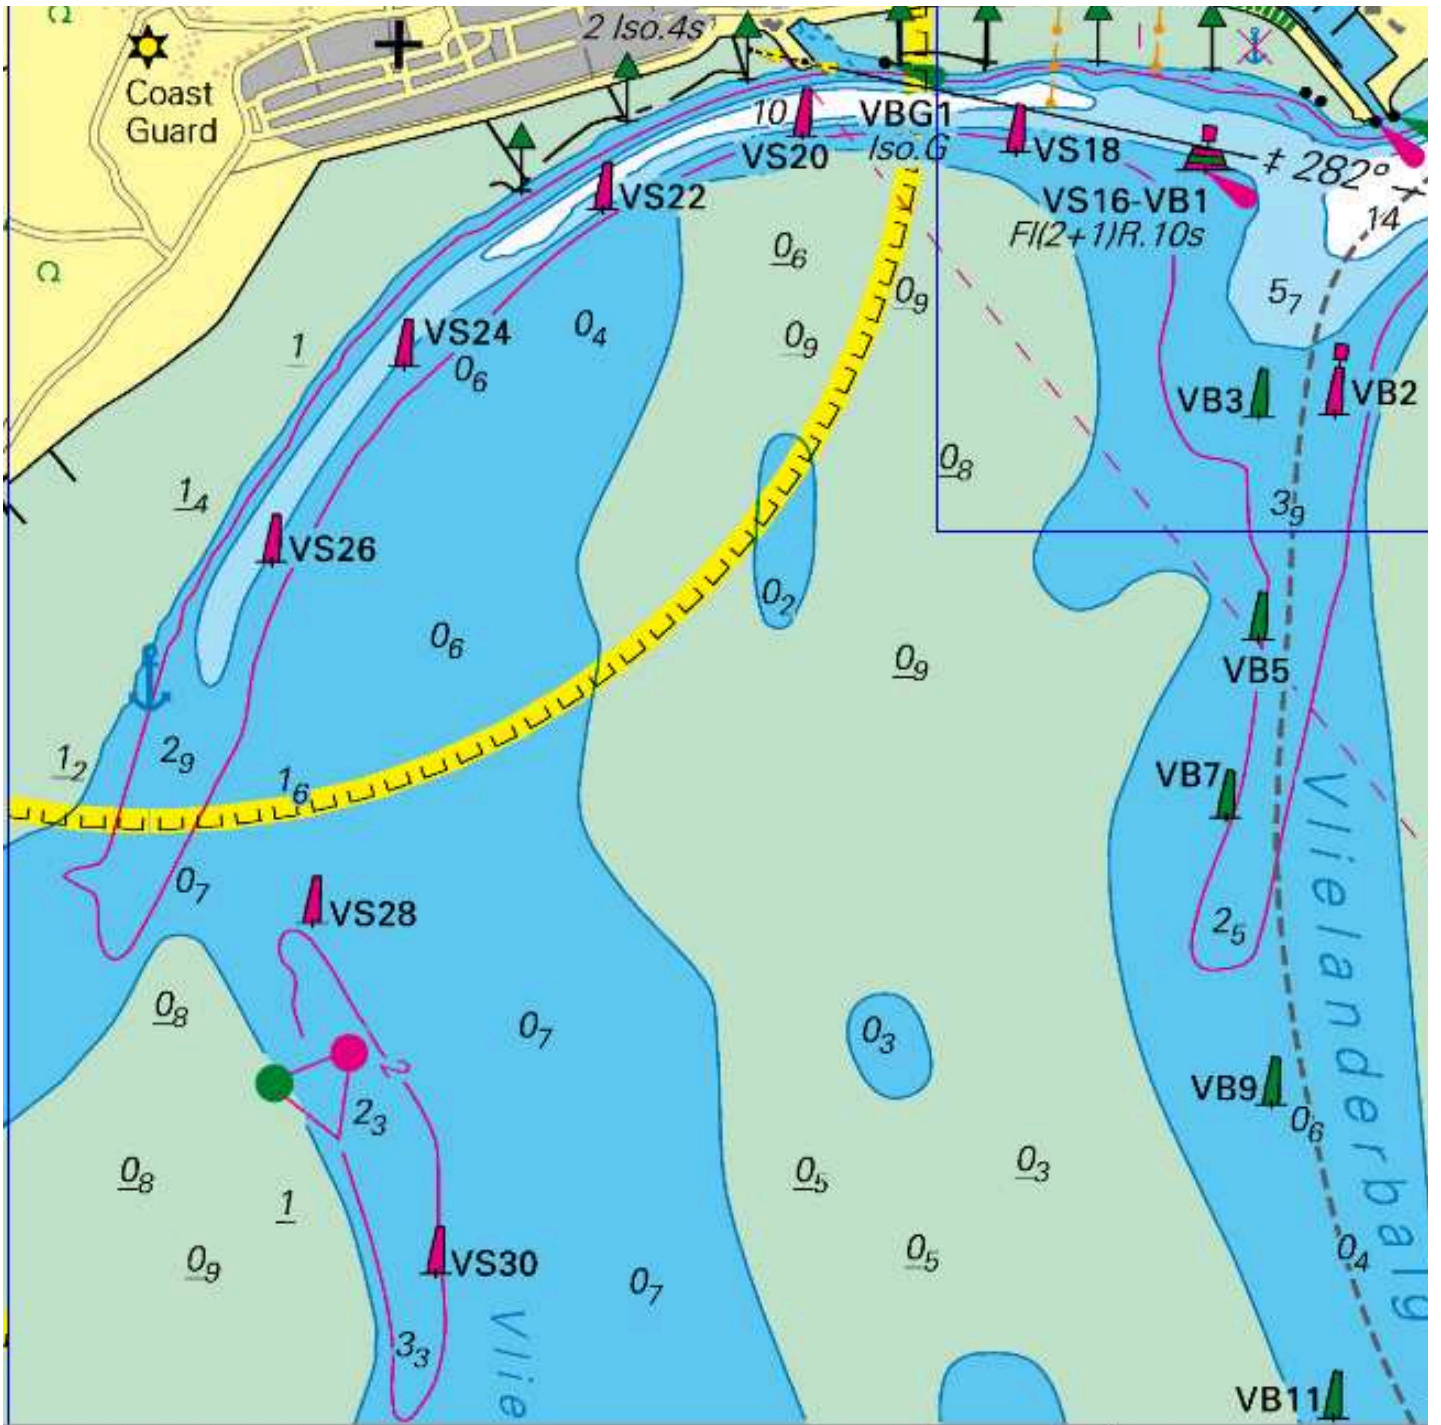 2 Iso.4s
Coast
Guard
10
VBG1
Iso.G
VS20
VS18
282°
VS22
VS16-VB1
Fl(2+1)R.10s
14
0₆
0₉
5₇
0₄
VS24
1
0₉
0₆
VB3
VB2
0₈
1₄
3₉
VS26
0₂
0₆
0₉
VB5
1₂
2₉
1₆
VB7
0₇
VS28
2₅
Vlielanderbalg
0₈
0₇
0₃
2
2₃
VB9
0₆
0₈
0₅
0₃
1
0₉
VS30
0₅
0₄
0₇
3₃
Vlie
VB11